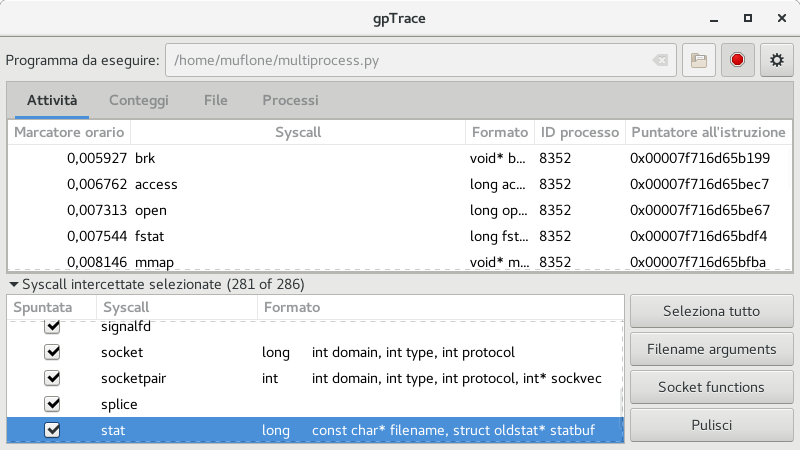 gpTrace
Programma da eseguire: /home/muflone/multiprocess.py
Attività Conteggi File Processi
Marcatore orario Syscall Formato ID processo Puntatore all'istruzione
0,005927 brk void* b... 8352 0x00007f716d65b199
0,006762 access long ac... 8352 0x00007f716d65bec7
0,007313 open long op... 8352 0x00007f716d65be67
0,007544 fstat long fst... 8352 0x00007f716d65bdf4
0,008146 mmap void* m... 8352 0x00007f716d65bfba
Syscall intercettate selezionate (281 of 286)
Spuntata Syscall Formato
signalfd
socket long int domain, int type, int protocol
socketpair int int domain, int type, int protocol, int* sockvec
splice
stat long const char* filename, struct oldstat* statbuf
Seleziona tutto
Filename arguments
Socket functions
Pulisci